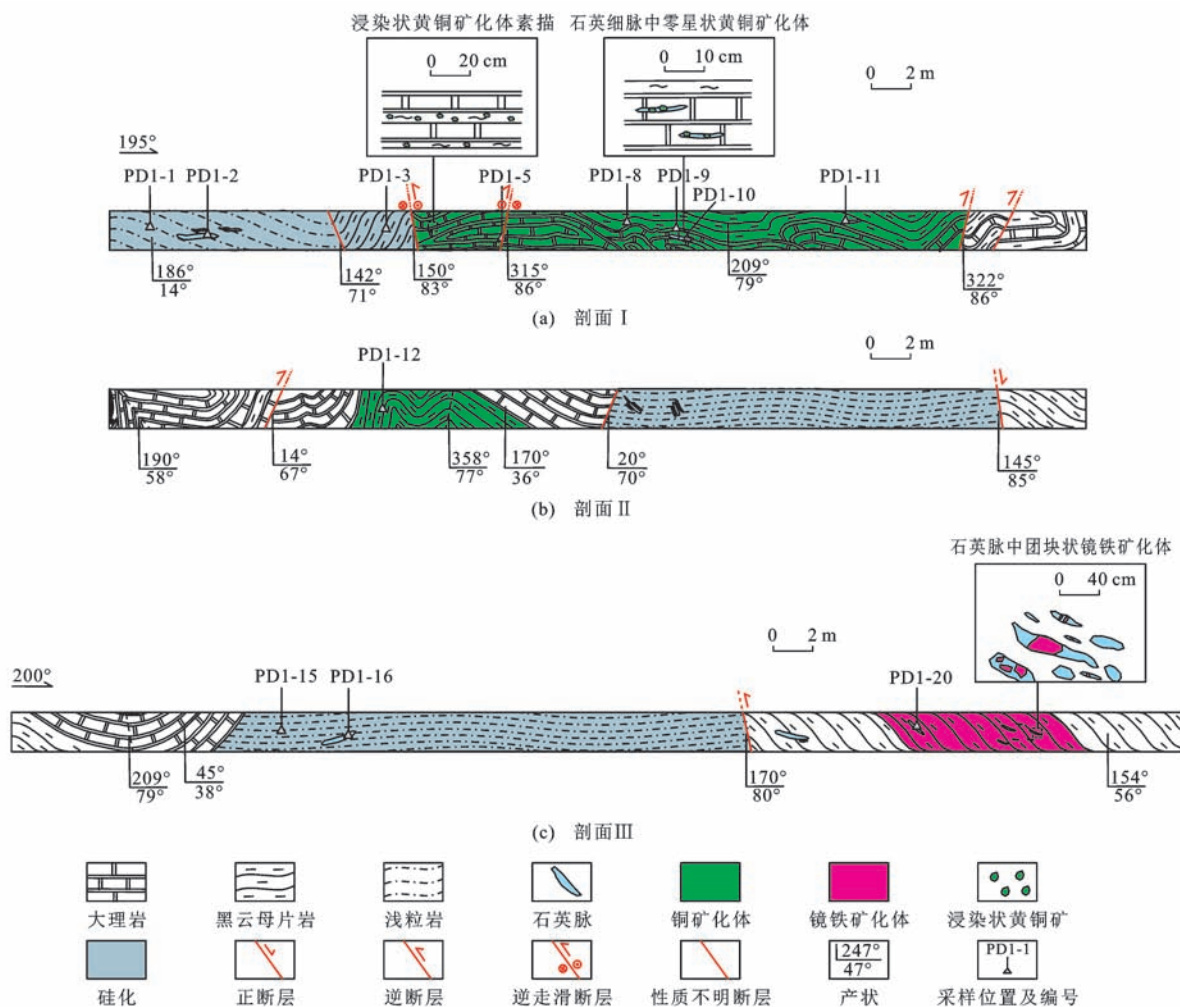 浸染状黄铜矿化体素描
石英细脉中零星状黄铜矿化体
0 20 cm
0 10 cm
0 2 m
195°
PD1-1
PD1-2
PD1-3
PD1-5
PD1-8
PD1-9
PD1-10
PD1-11
186°
14°
142°
71°
150°
83°
315°
86°
209°
79°
322°
86°
(a) 剖面Ⅰ
0 2 m
PD1-12
190°
58°
14°
67°
358°
77°
170°
36°
20°
70°
145°
85°
(b) 剖面Ⅱ
石英脉中团块状镜铁矿化体
0 40 cm
0 2 m
200°
PD1-15
PD1-16
PD1-20
209°
79°
45°
38°
170°
80°
154°
56°
(c) 剖面Ⅲ
大理岩
黑云母片岩
浅粒岩
石英脉
铜矿化体
镜铁矿化体
浸染状黄铜矿
247°
47°
PD1-1
硅化
正断层
逆断层
逆走滑断层
性质不明断层
产状
采样位置及编号